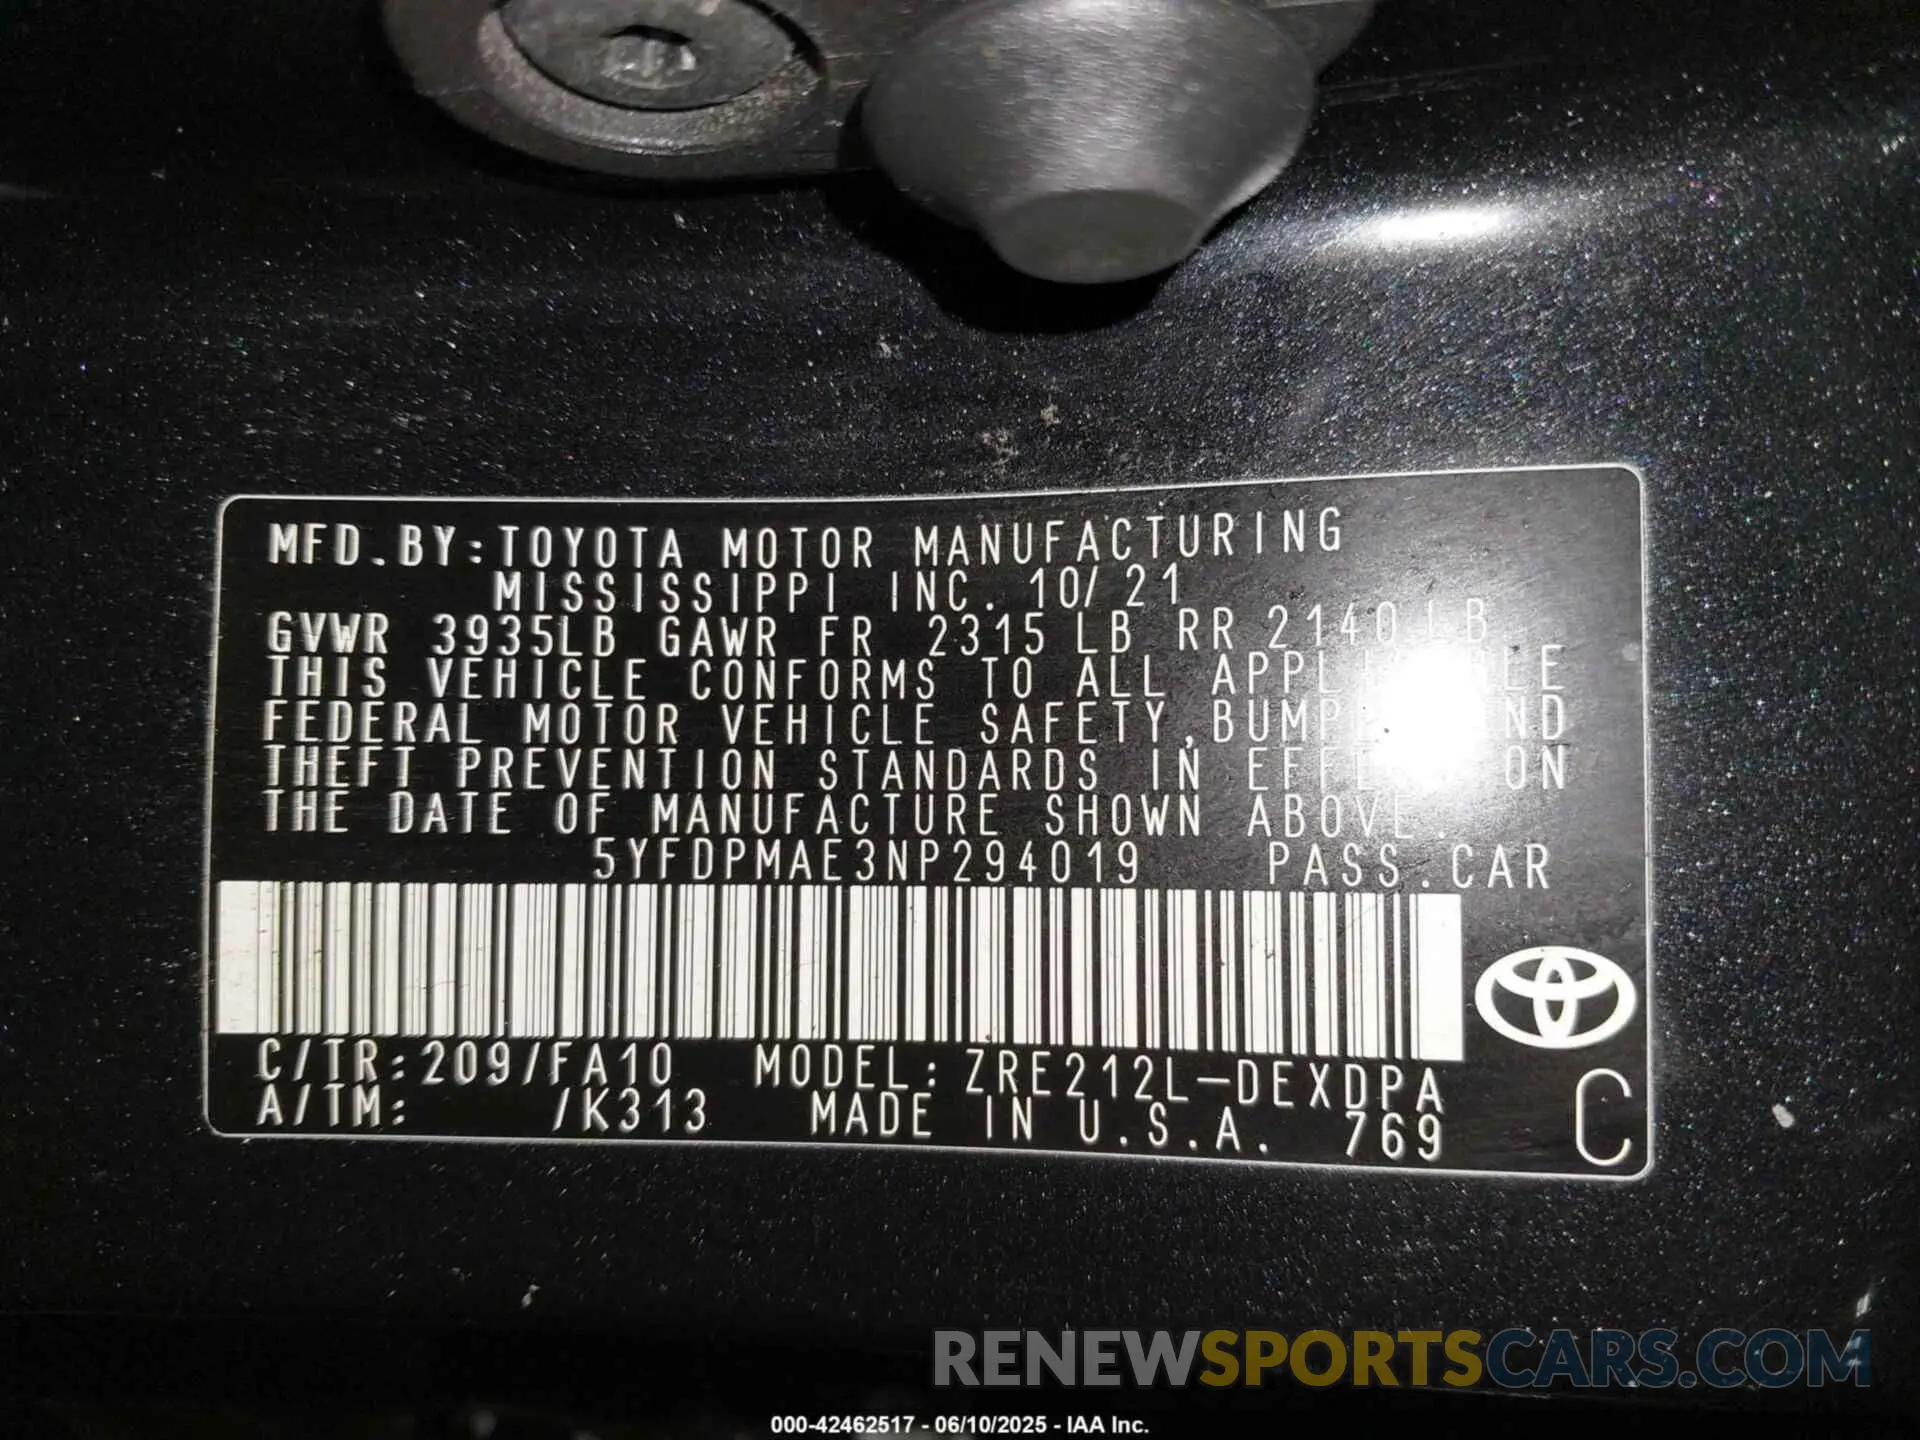 MFD.BY:TOYOTA MOTOR MANUFACTURING
MISSISSIPPI INC. 10/21
GVWR 3935LB GAWR FR 2315 LB RR 2140 LB
THIS VEHICLE CONFORMS TO ALL
FEDERAL MOTOR VEHICLE SAFETY, AND
THEFT PREVENTION STANDARDS IN ON
THE DATE OF MANUFACTURE SHOWN ABOVE.
5YFDPMAE3NP294019 PASS.CAR
C/TR:209/FA10 MODEL:ZRE212L-DEXDPA
A/TM: /K313 MADE IN U.S.A. 769
C
RENEWSPORTSCARS.COM
000-42462517 - 06/10/2025 - IAA Inc.